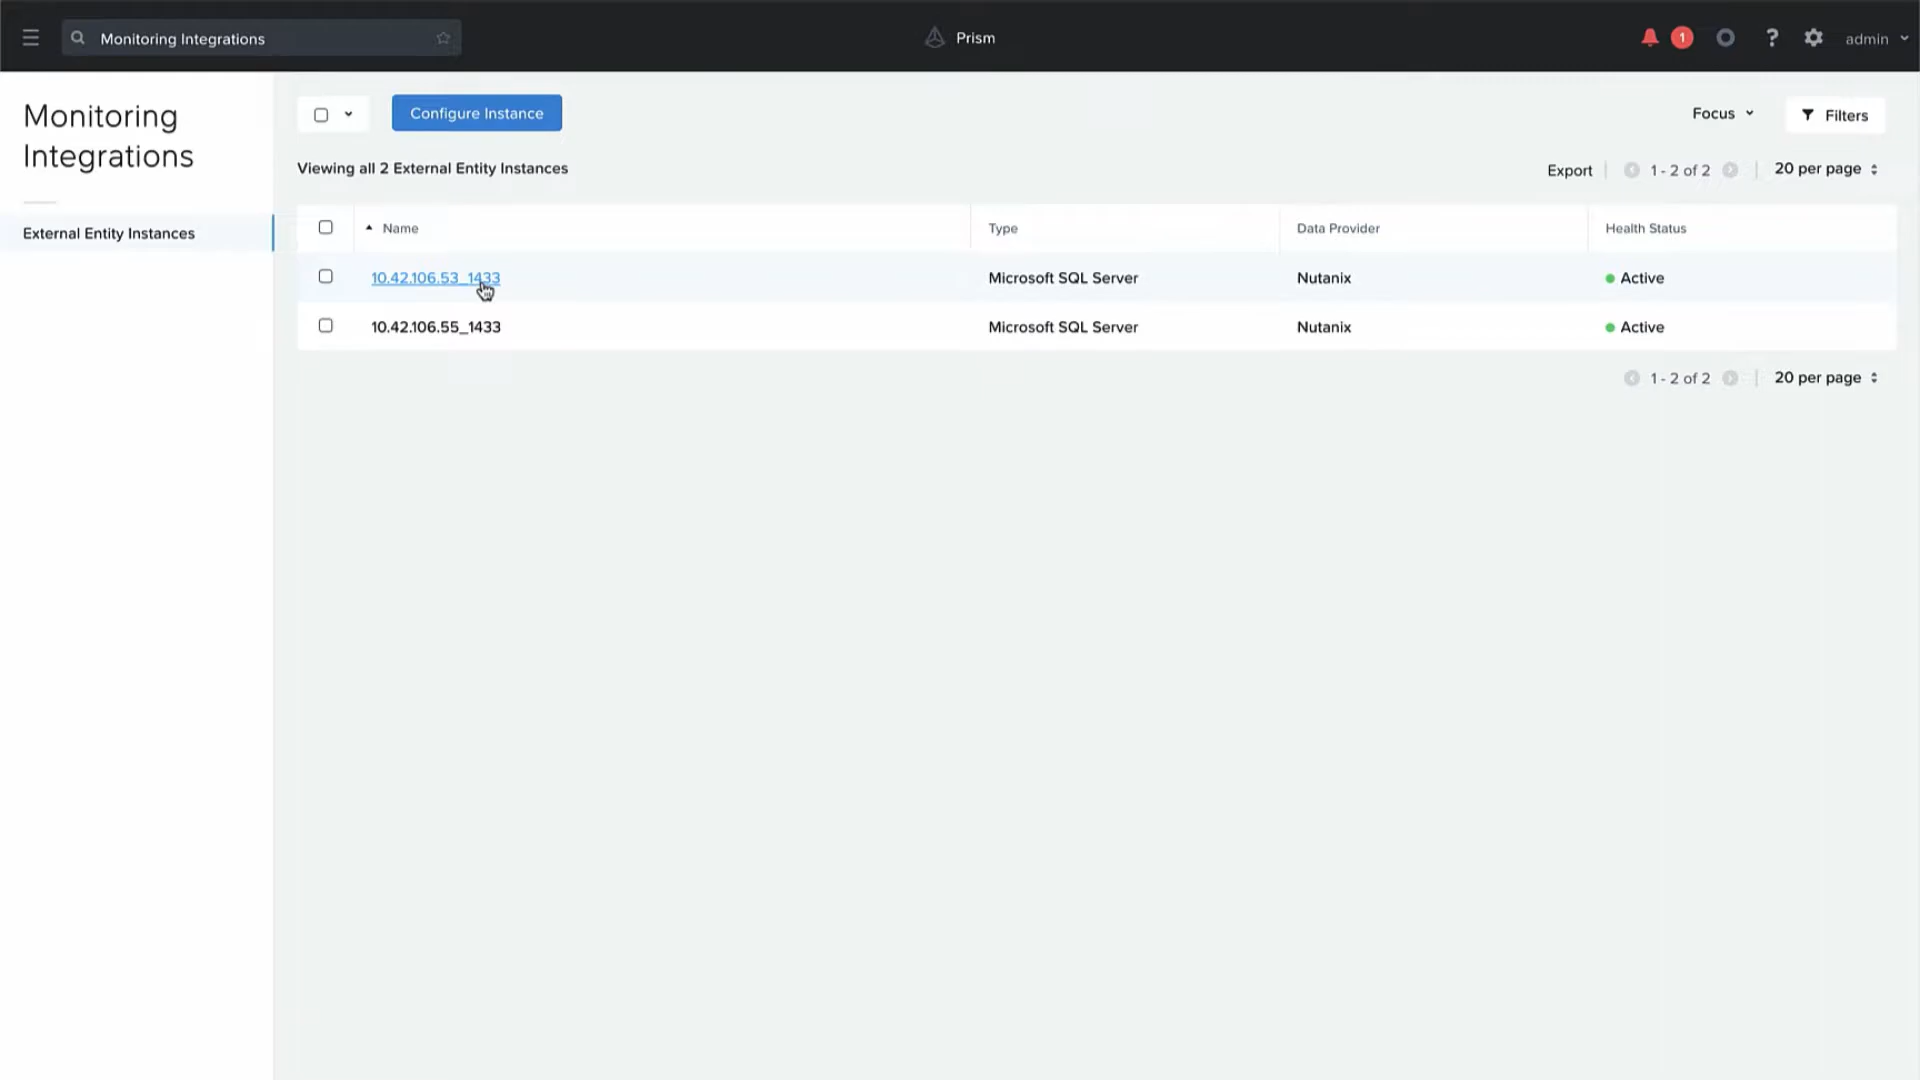 Monitoring Integrations
Prism
1
?
admin
Monitoring
Integrations
External Entity Instances
Configure Instance
Focus
Filters
Viewing all 2 External Entity Instances
Export
1 - 2 of 2
20 per page
Name
Type
Data Provider
Health Status
10.42.106.53_1433
Microsoft SQL Server
Nutanix
Active
10.42.106.55_1433
Microsoft SQL Server
Nutanix
Active
1 - 2 of 2
20 per page